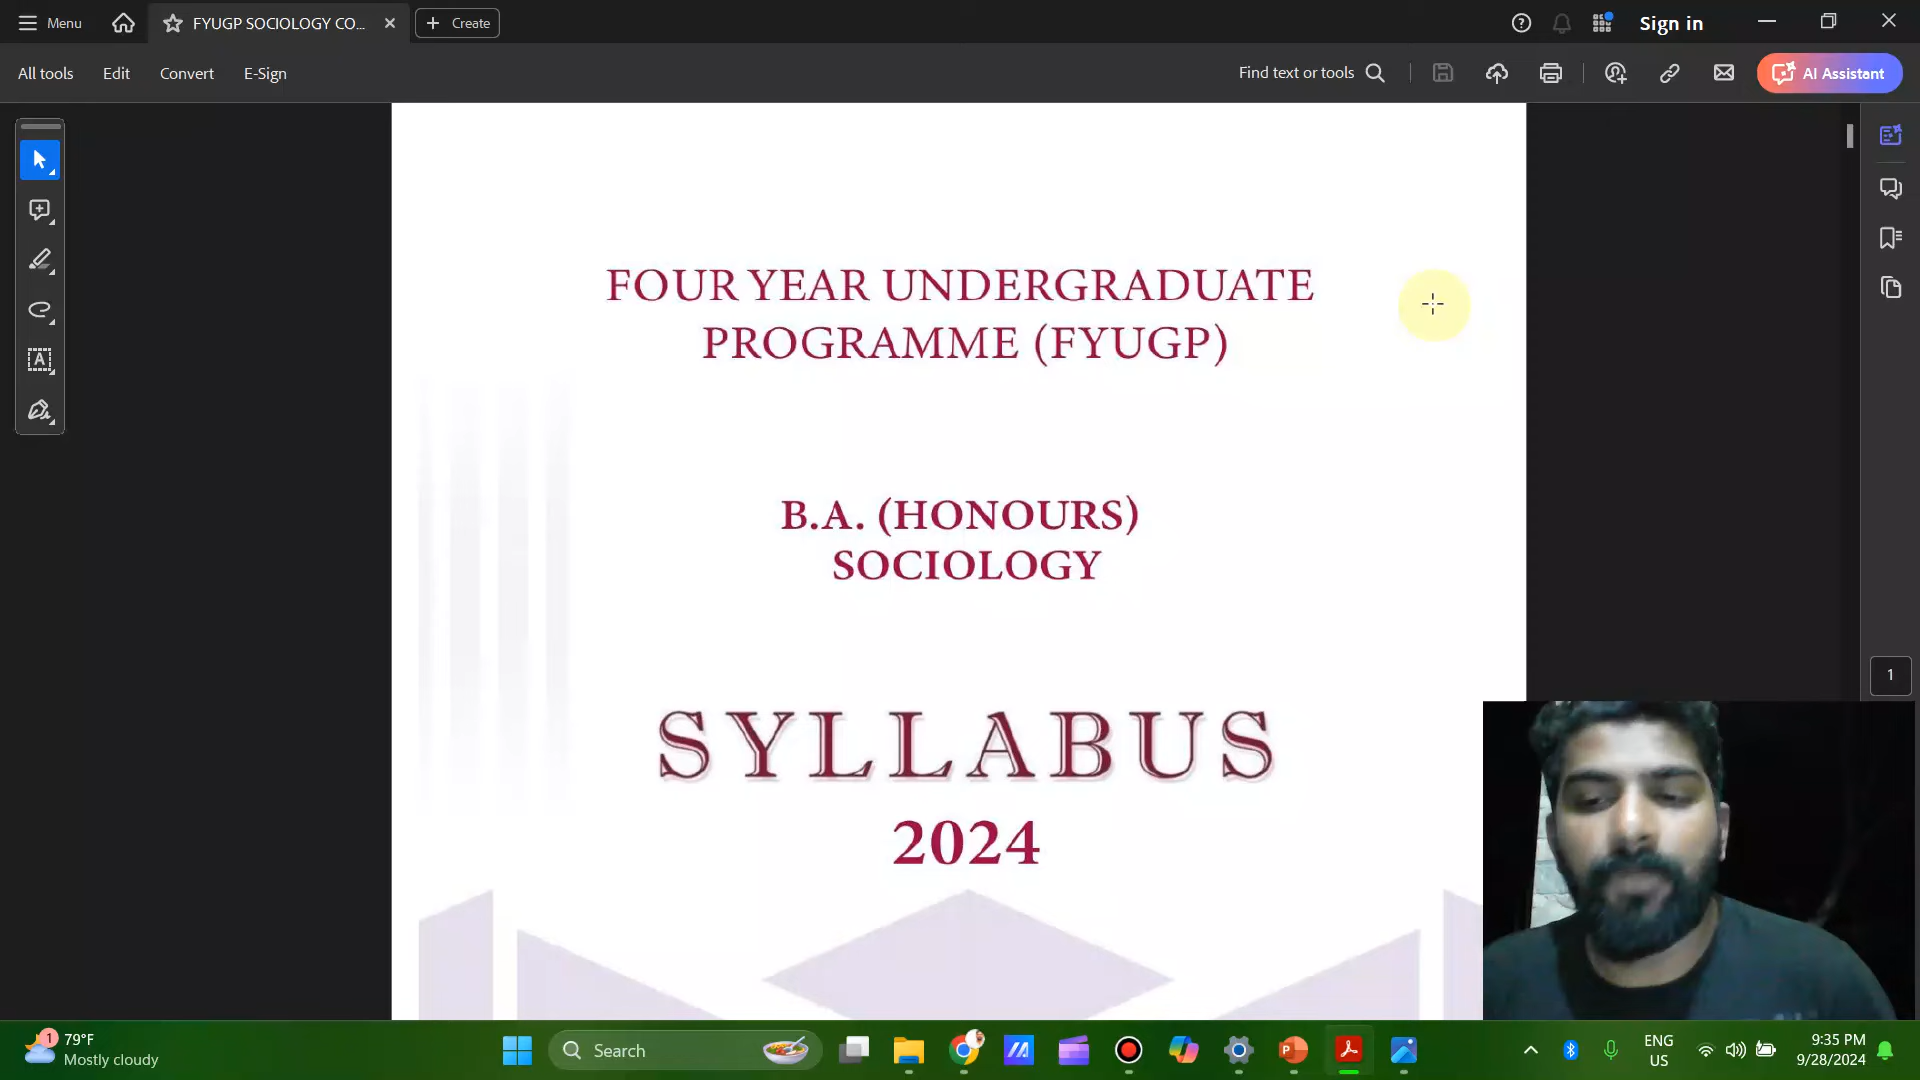 Menu
FYUGP SOCIOLOGY CO...
Create
Sign in
All tools
Edit
Convert
E-Sign
Find text or tools
AI Assistant
FOUR YEAR UNDERGRADUATE
PROGRAMME (FYUGP)
B.A. (HONOURS)
SOCIOLOGY
SYLLABUS
2024
1
1
79°F
Mostly cloudy
Search
ENG
US
9:35 PM
9/28/2024